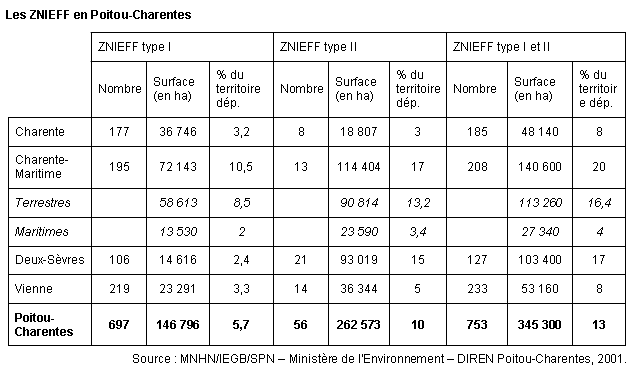 Les ZNIEFF en Poitou-Charentes
ZNIEFF type I ZNIEFF type II ZNIEFF type I et II
Nombre Surface (en ha) % du territoire dép. Nombre Surface (en ha) % du territoire dép. Nombre Surface (en ha) % du territoir e dép.
Charente 177 36 746 3,2 8 18 807 3 185 48 140 8
Charente-Maritime 195 72 143 10,5 13 114 404 17 208 140 600 20
Terrestres 58 613 8,5 90 814 13,2 113 260 16,4
Maritimes 13 530 2 23 590 3,4 27 340 4
Deux-Sèvres 106 14 616 2,4 21 93 019 15 127 103 400 17
Vienne 219 23 291 3,3 14 36 344 5 233 53 160 8
Poitou-Charentes 697 146 796 5,7 56 262 573 10 753 345 300 13
Source : MNHN/IEGB/SPN – Ministère de l'Environnement – DIREN Poitou-Charentes, 2001.